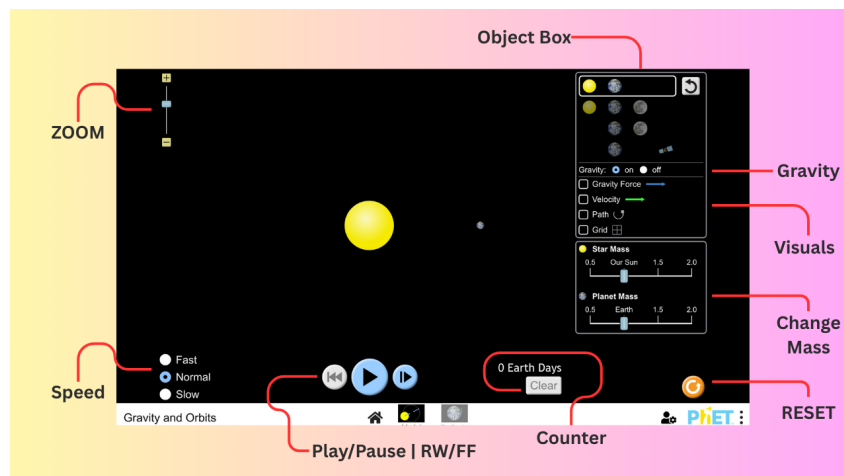 Object Box
ZOOM
Gravity: on off
Gravity Force
Velocity
Path
Grid
Gravity
Visuals
Star Mass
0.5 Our Sun 1.5 2.0
Planet Mass
0.5 Earth 1.5 2.0
Change
Mass
Fast
Normal
Slow
Speed
0 Earth Days
Clear
RESET
Gravity and Orbits
PhET
Counter
Play/Pause | RW/FF